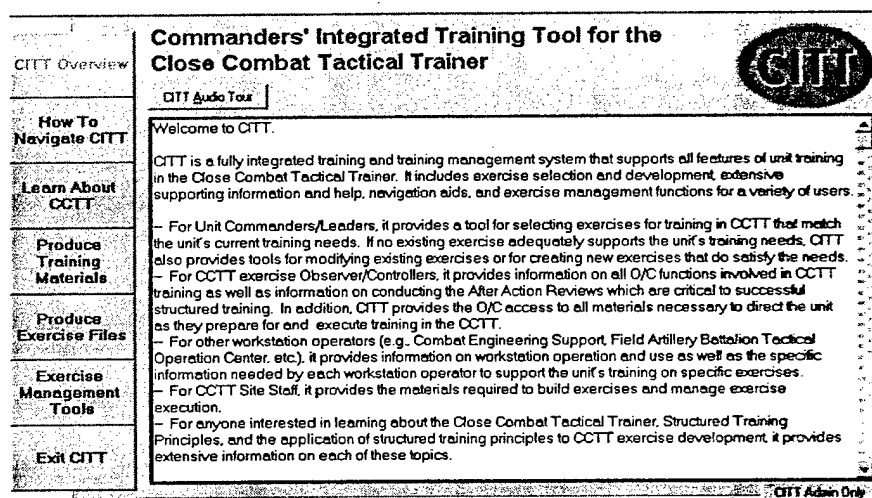 Commanders' Integrated Training Tool for the
Close Combat Tactical Trainer
CITT
CITT Audio Tour
CITT Overview
How To
Navigate CITT
Learn About
CCTT
Produce
Training
Materials
Produce
Exercise Files
Exercise
Management
Tools
Exit CITT
Welcome to CITT.
CITT is a fully integrated training and training management system that supports all features of unit training
in the Close Combat Tactical Trainer. It includes exercise selection and development, extensive
supporting information and help, navigation aids, and exercise management functions for a variety of users.
– For Unit Commanders/Leaders, it provides a tool for selecting exercises for training in CCTT that match
the unit's current training needs. If no existing exercise adequately supports the unit's training needs, CITT
also provides tools for modifying existing exercises or for creating new exercises that do satisfy the needs.
– For CCTT exercise Observer/Controllers, it provides information on all O/C functions involved in CCTT
training as well as information on conducting the After Action Reviews which are critical to successful
structured training. In addition, CITT provides the O/C access to all materials necessary to direct the unit
as they prepare for and execute training in the CCTT.
– For other workstation operators (e.g., Combat Engineering Support, Field Artillery Battalion Tactical
Operation Center, etc.), it provides information on workstation operation and use as well as the specific
information needed by each workstation operator to support the unit's training on specific exercises.
– For CCTT Site Staff, it provides the materials required to build exercises and manage exercise
execution.
– For anyone interested in learning about the Close Combat Tactical Trainer, Structured Training
Principles, and the application of structured training principles to CCTT exercise development, it provides
extensive information on each of these topics.
CITT Admin Only